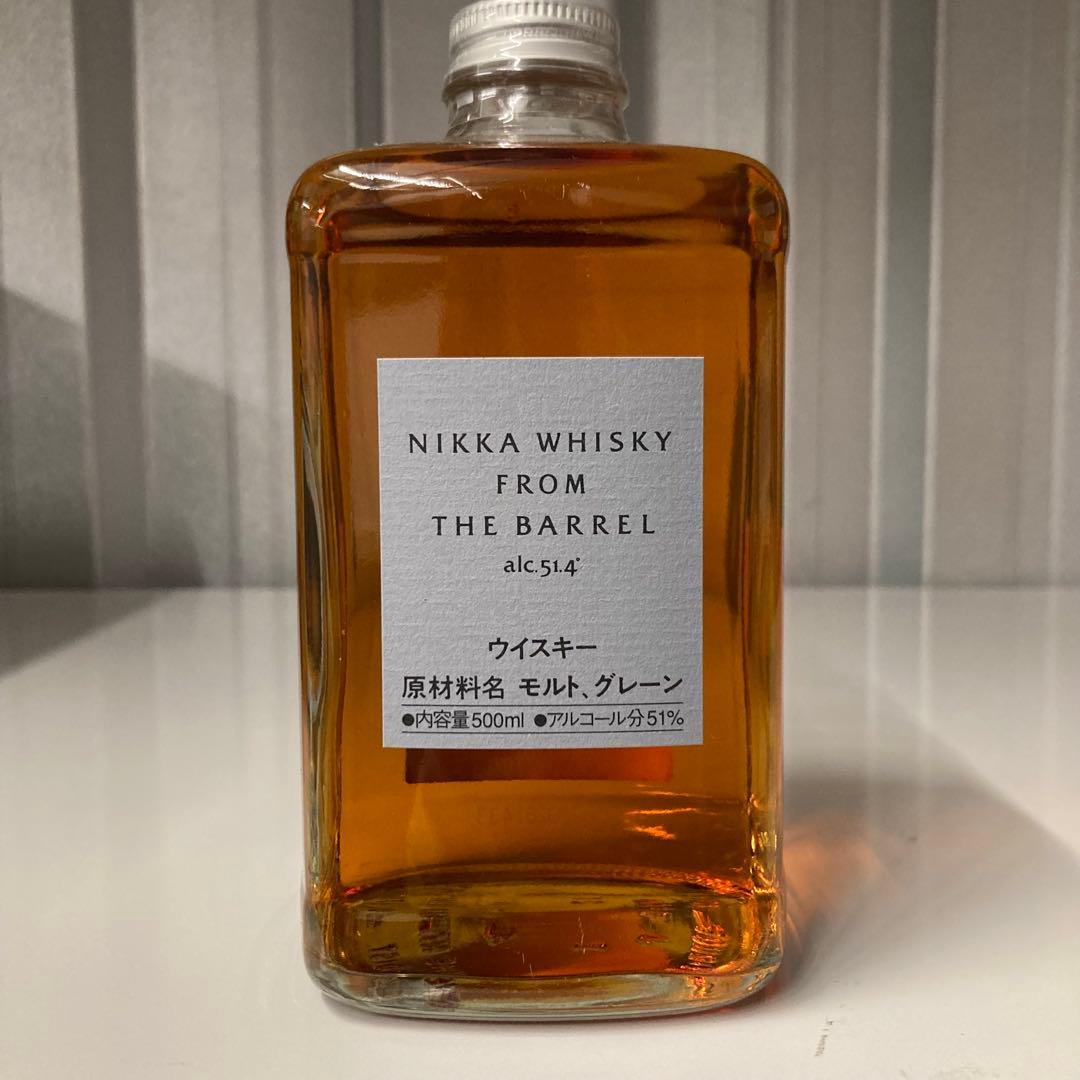 NIKKA WHISKY
FROM
THE BARREL
alc.51.4°
ウイスキー
原材料名 モルト、グレーン
●内容量500ml ●アルコール分51%